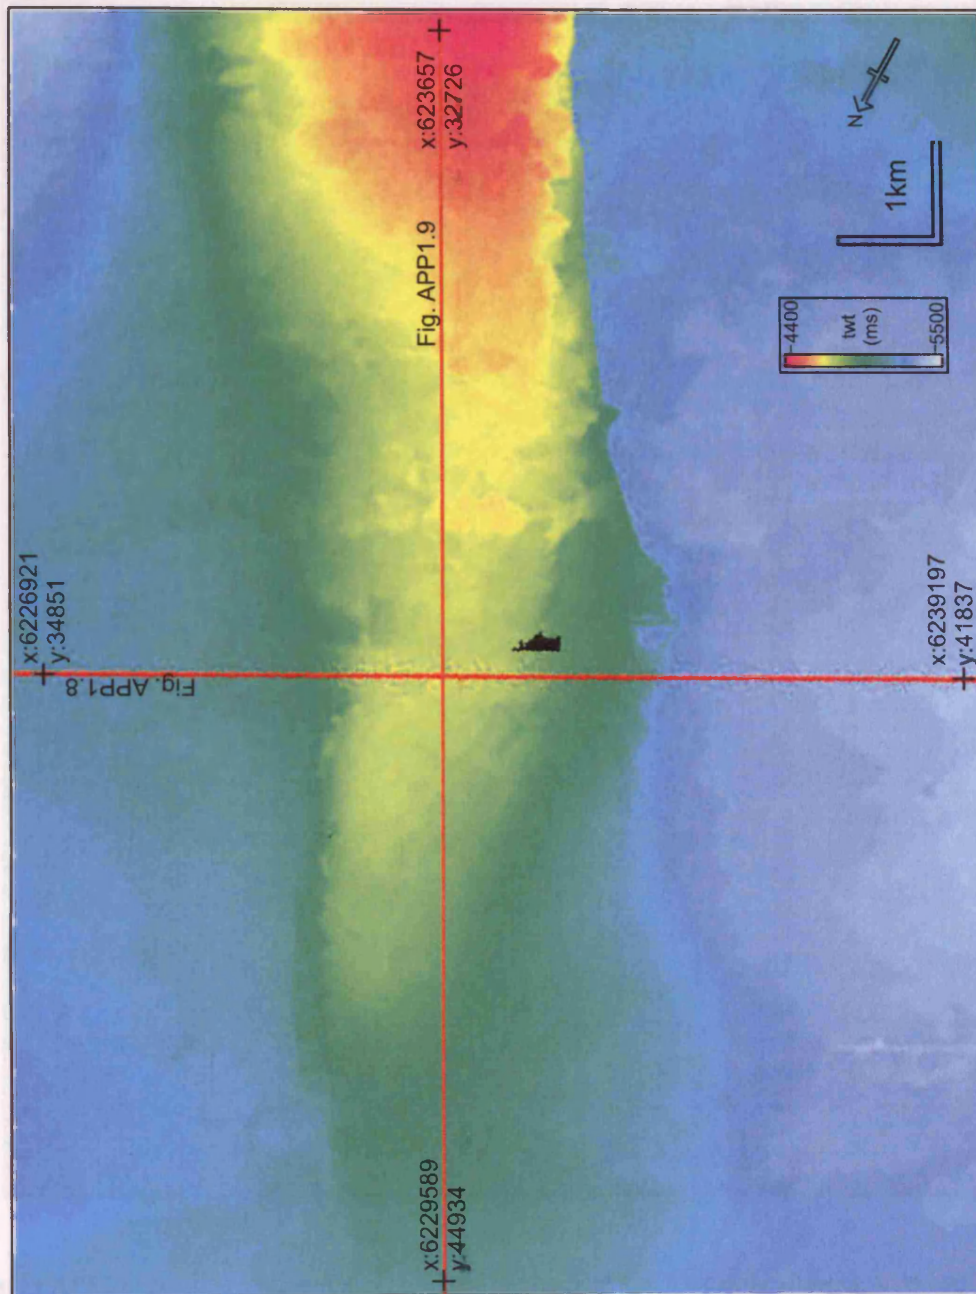 x:6226921
y:34851
Fig. APP1.8
x:623657
y:32726
Fig. APP1.9
x:6229589
y:44934
x:6239197
y:41837
N
1km
4400
twt
(ms)
5500